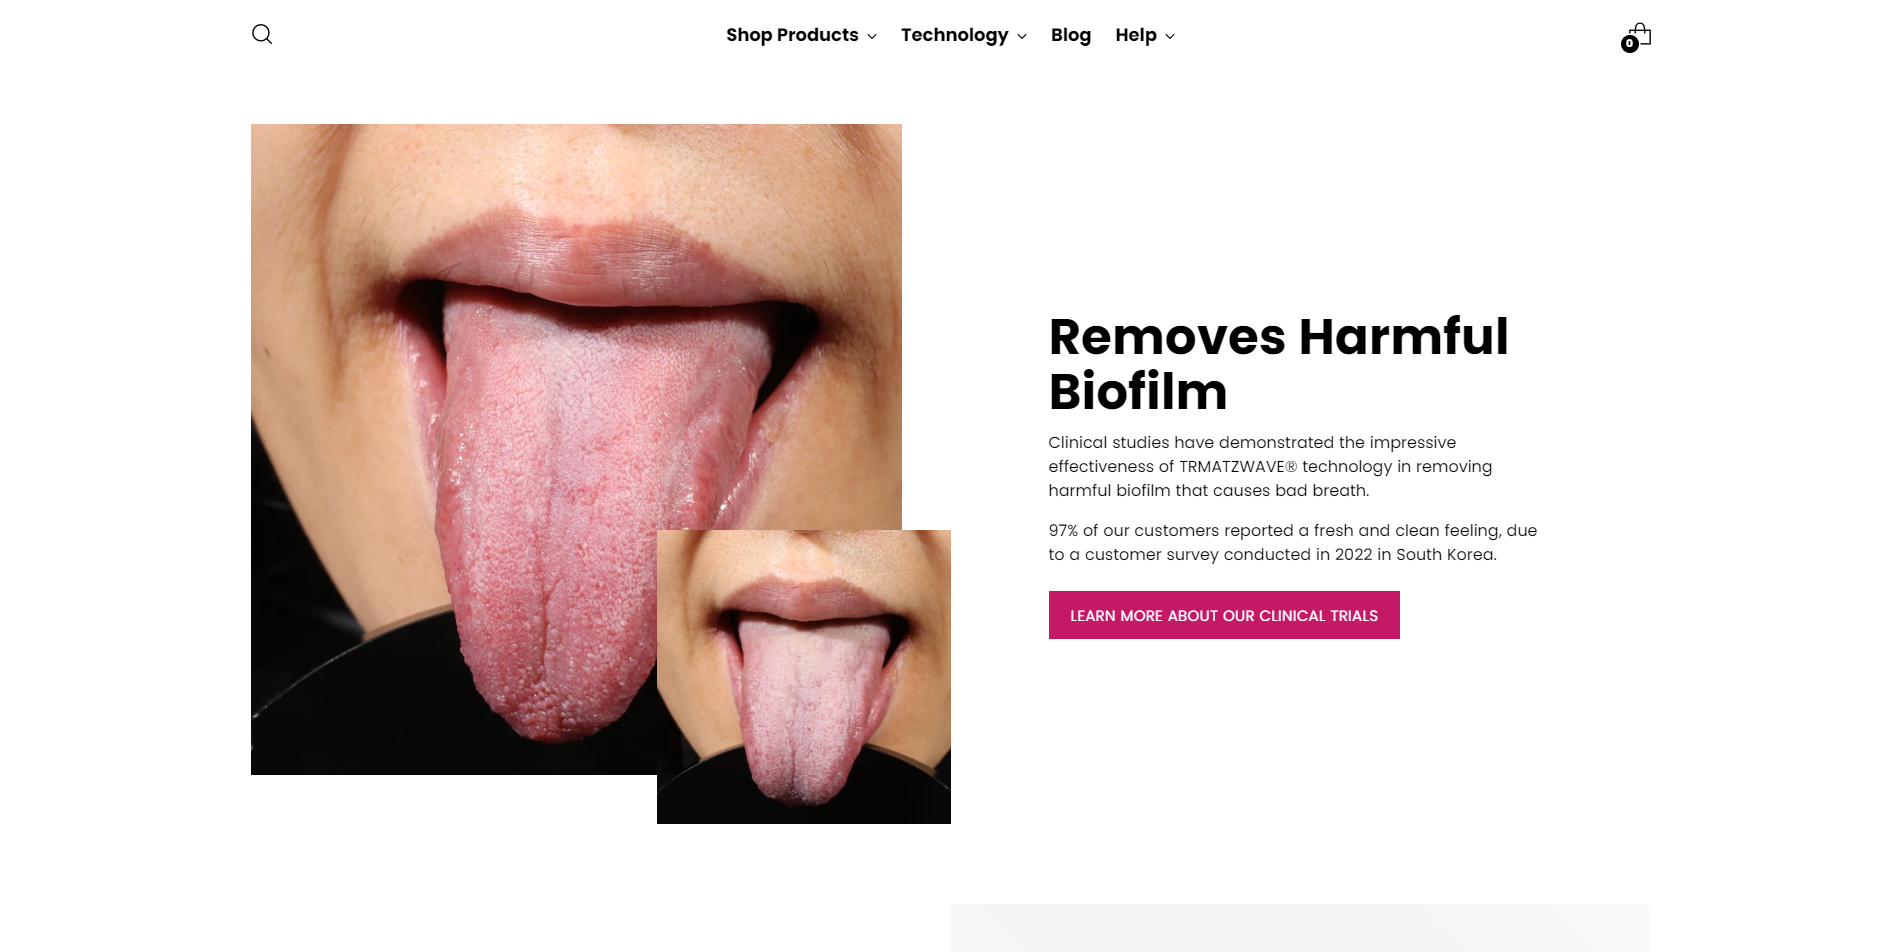 Shop Products Technology Blog Help
0
Removes Harmful
Biofilm
Clinical studies have demonstrated the impressive
effectiveness of TRMATZWAVE® technology in removing
harmful biofilm that causes bad breath.
97% of our customers reported a fresh and clean feeling, due
to a customer survey conducted in 2022 in South Korea.
LEARN MORE ABOUT OUR CLINICAL TRIALS